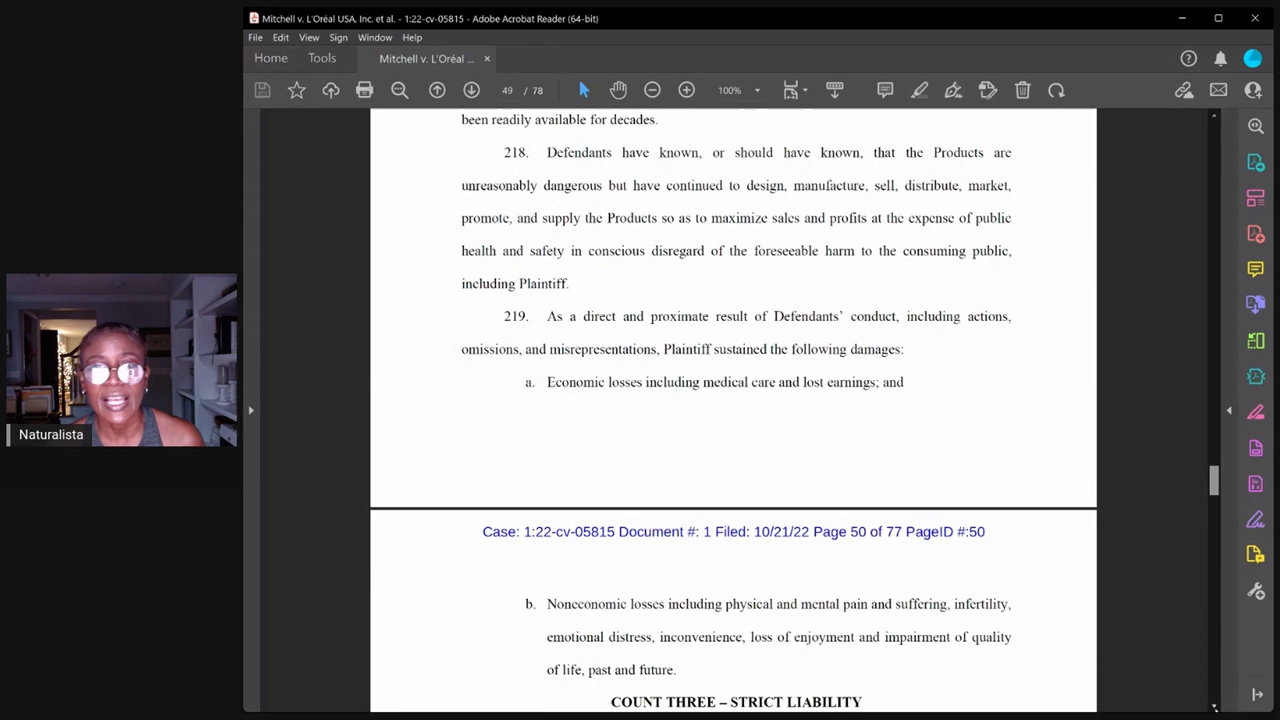 Mitchell v. L'Oréal USA, Inc. et al. - 1:22-cv-05815 - Adobe Acrobat Reader (64-bit)
File Edit View Sign Window Help
Home Tools Mitchell v. L'Oréal ... ×
49 / 78 100%
been readily available for decades.
218. Defendants have known, or should have known, that the Products are
unreasonably dangerous but have continued to design, manufacture, sell, distribute, market,
promote, and supply the Products so as to maximize sales and profits at the expense of public
health and safety in conscious disregard of the foreseeable harm to the consuming public,
including Plaintiff.
219. As a direct and proximate result of Defendants' conduct, including actions,
omissions, and misrepresentations, Plaintiff sustained the following damages:
a. Economic losses including medical care and lost earnings; and
Naturalista
Case: 1:22-cv-05815 Document #: 1 Filed: 10/21/22 Page 50 of 77 PageID #:50
b. Noneconomic losses including physical and mental pain and suffering, infertility,
emotional distress, inconvenience, loss of enjoyment and impairment of quality
of life, past and future.
COUNT THREE – STRICT LIABILITY